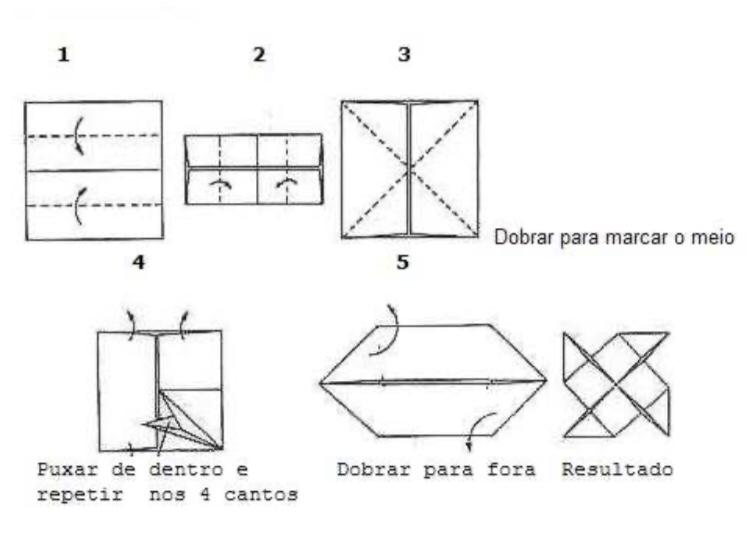 1
2
3
Dobrar para marcar o meio
4
5
Puxar de dentro e
repetir nos 4 cantos
Dobrar para fora
Resultado